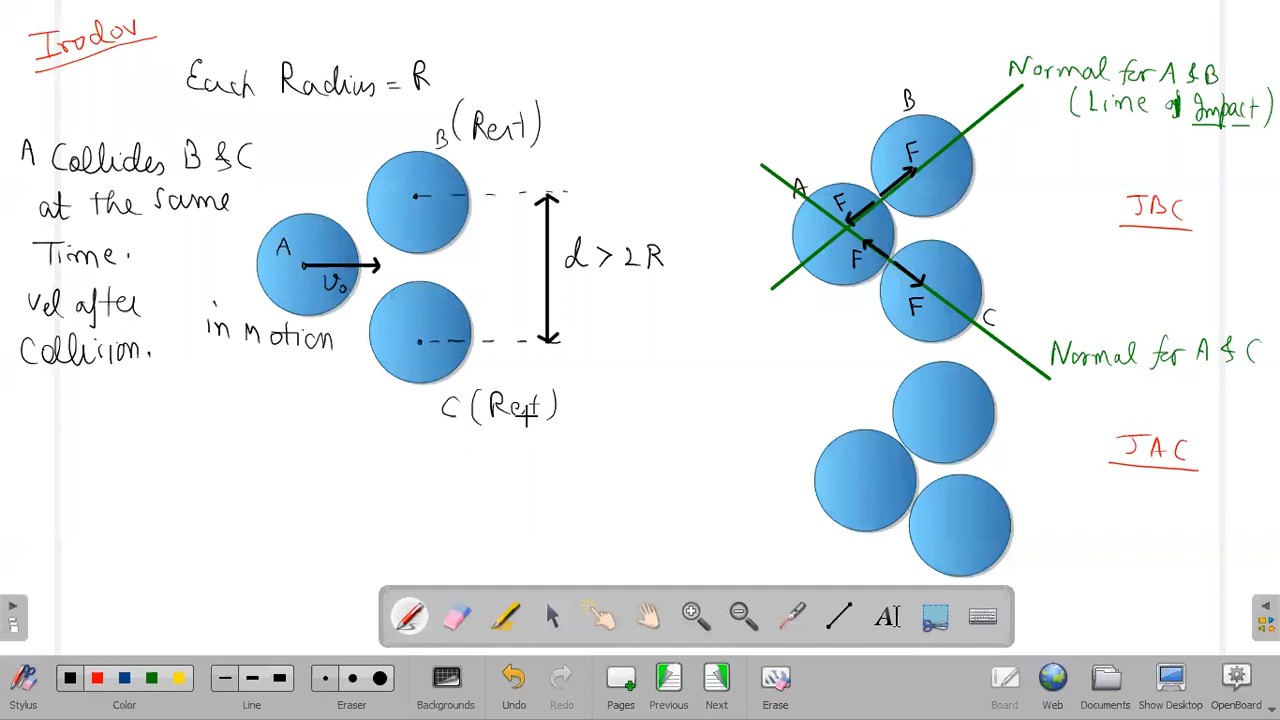 Irodov
Each Radius = R
A Collides B & C
at the same
Time.
vel after
Collision.
B (Rest)
A
v₀
in motion
C (Rest)
d > 2R
Normal for A & B
(Line of Impact)
B
A
F
F
F
F
C
Normal for A & C
JBC
JAC
Stylus
Color
Line
Eraser
Backgrounds
Undo
Redo
Pages
Previous
Next
Erase
Board
Web
Documents
Show Desktop
OpenBoard